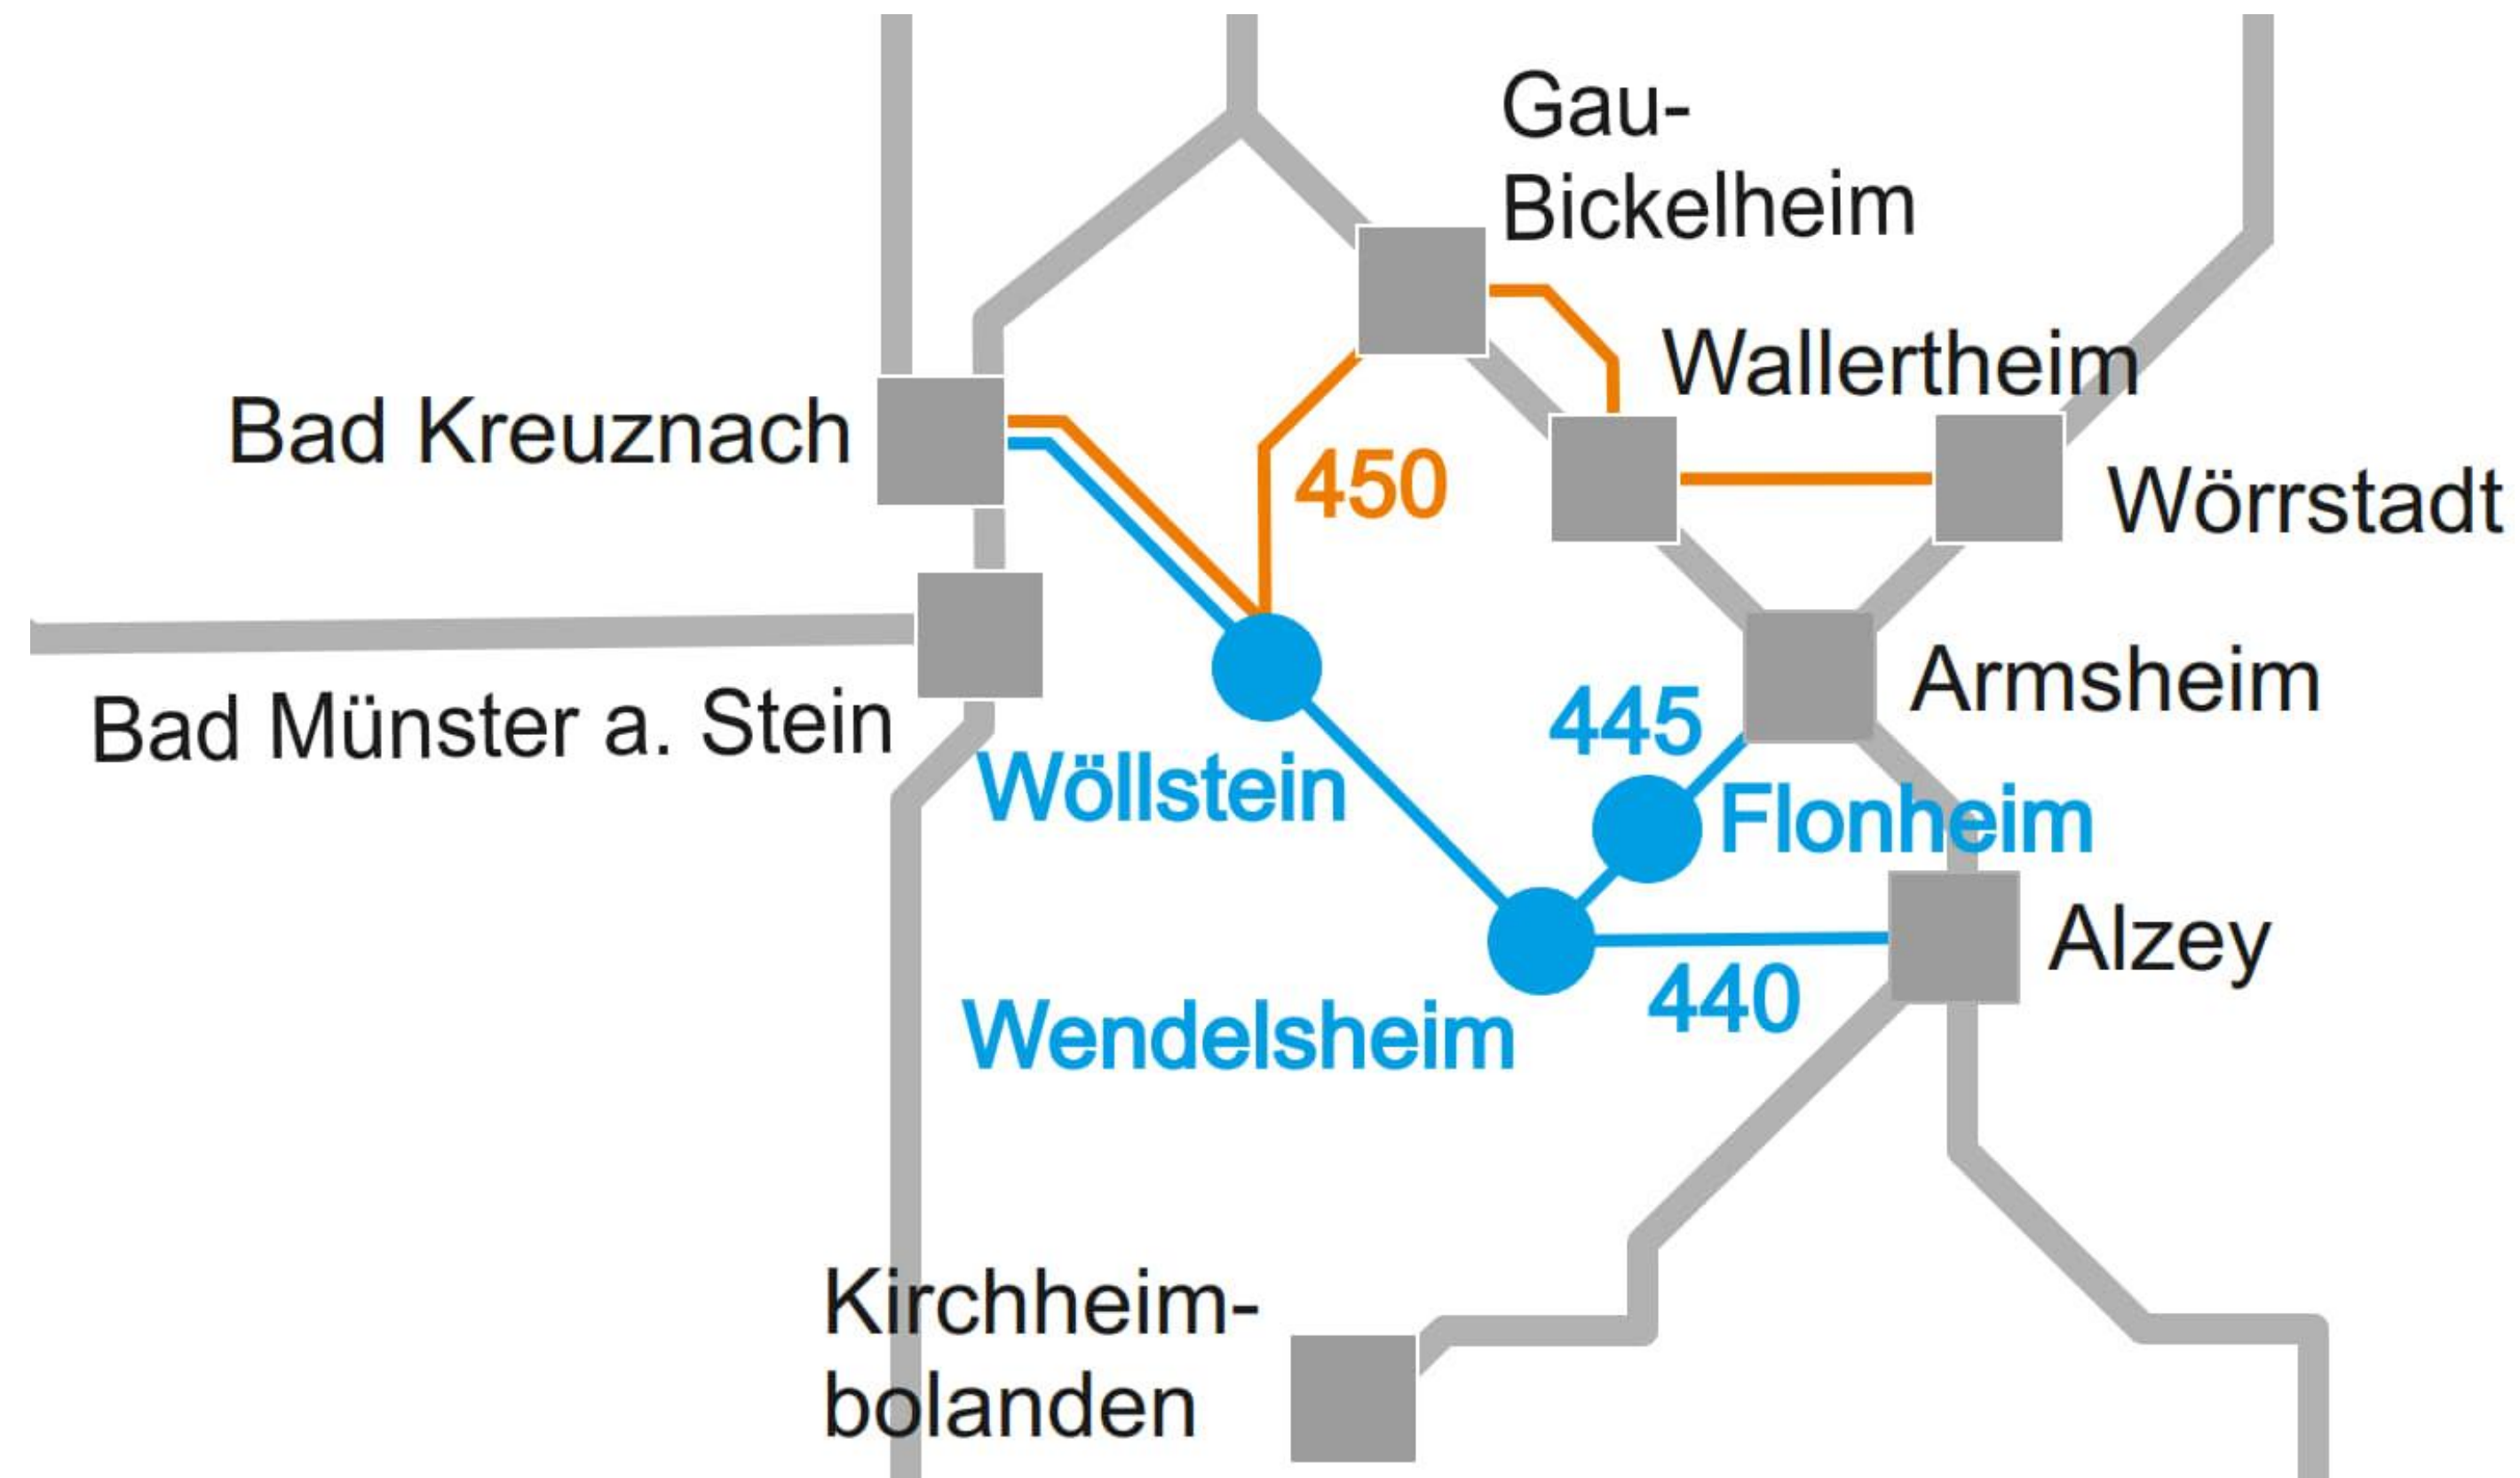 Gau-
Bickelheim
Wallertheim
Bad Kreuznach
450
Wörrstadt
Bad Münster a. Stein
Armsheim
445
Wöllstein
Flonheim
Alzey
440
Wendelsheim
Kirchheim-
bolanden